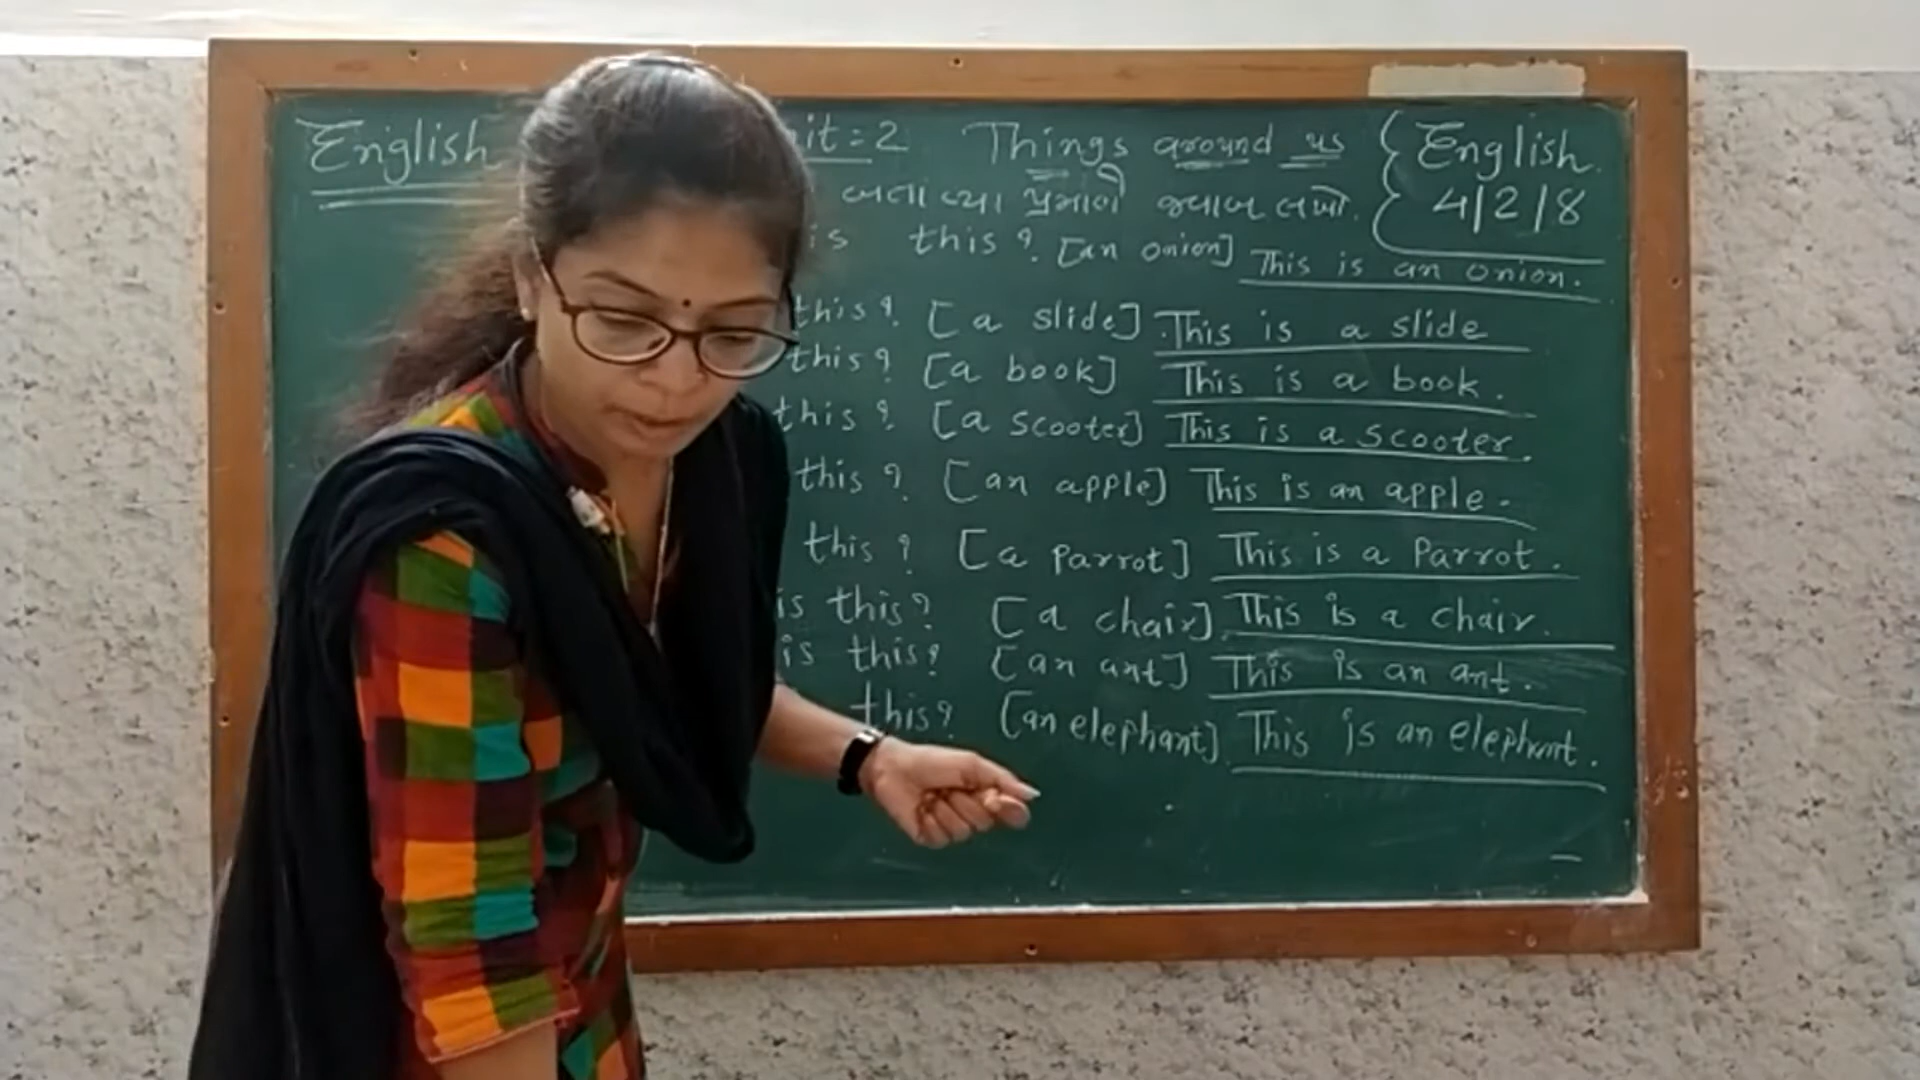 English it=2 Things around us { English.
બતાવ્યા પ્રમાણે જવાબ લખો. 4/2/8
is this? [an onion] This is an onion.
this? [a slide] This is a slide
this? [a book] This is a book.
this? [a scooter] This is a scooter.
this? [an apple] This is an apple.
this? [a Parrot] This is a Parrot.
is this? [a chair] This is a chair.
is this? [an ant] This is an ant.
this? [an elephant] This is an elephant.